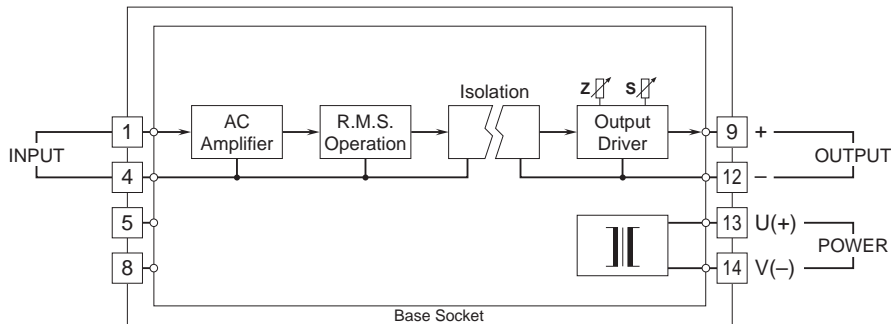 Isolation
Z S
INPUT
1
4
5
8
AC
Amplifier
R.M.S.
Operation
Output
Driver
9 +
12 –
OUTPUT
13 U(+)
14 V(–)
POWER
Base Socket